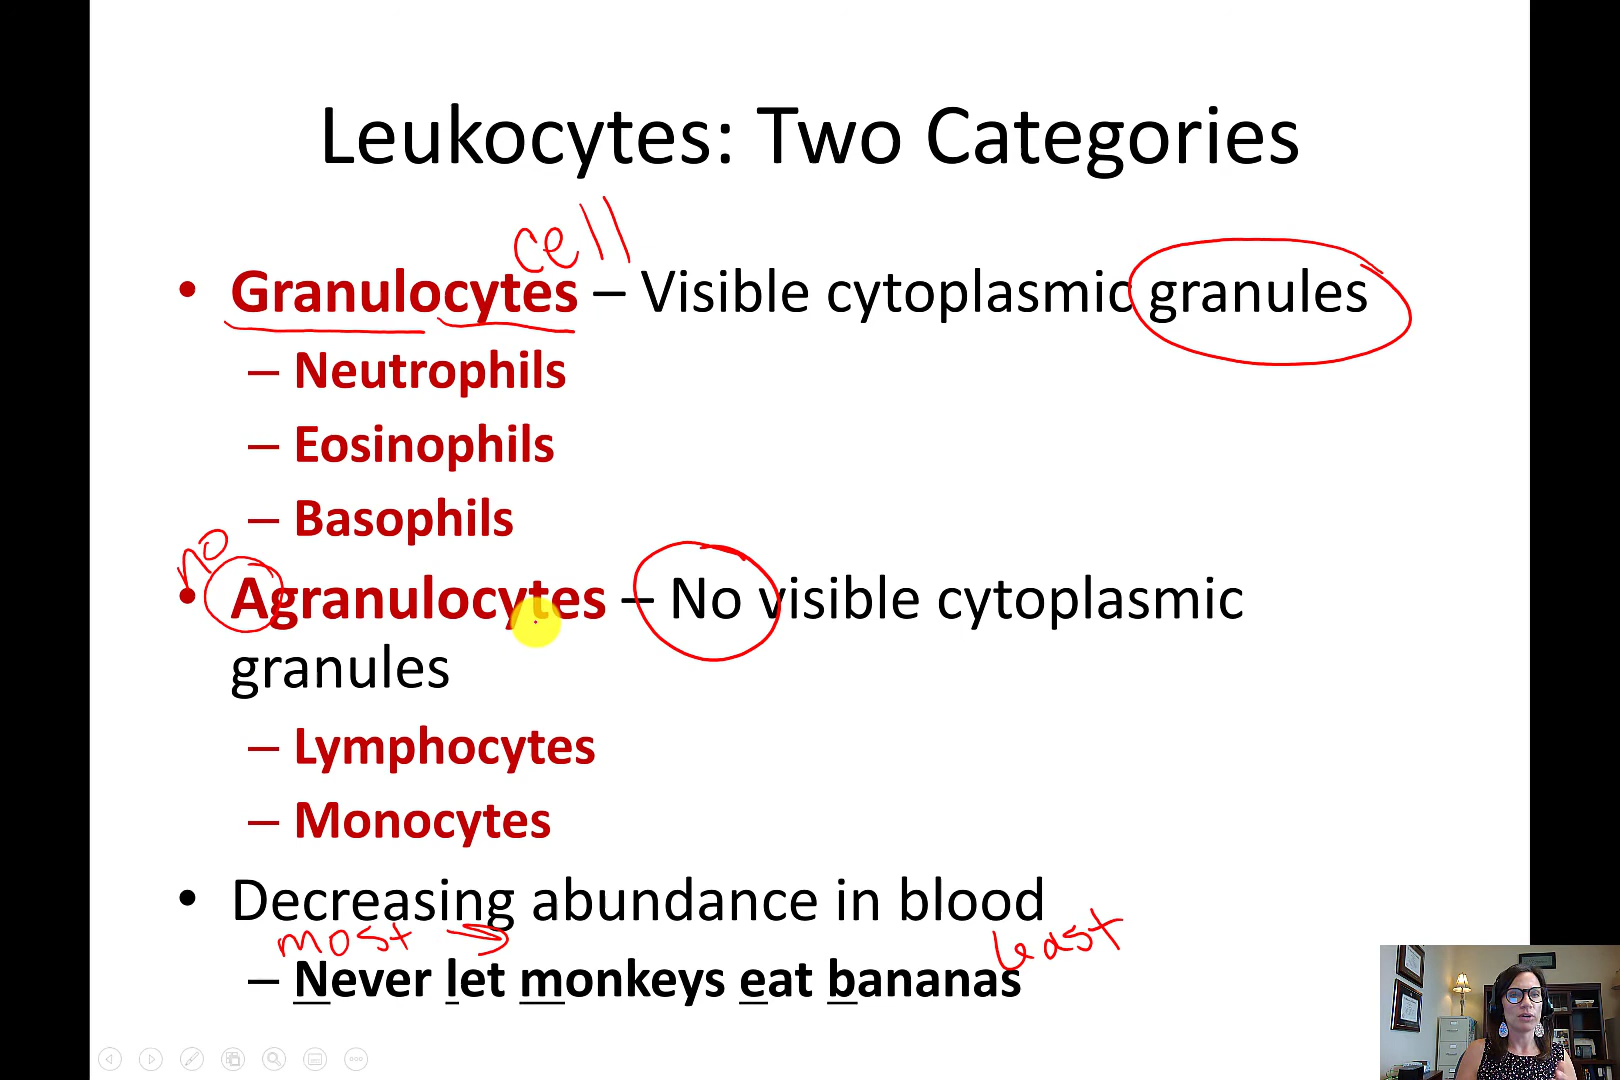 Leukocytes: Two Categories
cell
• Granulocytes – Visible cytoplasmic granules
– Neutrophils
– Eosinophils
– Basophils
no
• Agranulocytes – No visible cytoplasmic
granules
– Lymphocytes
– Monocytes
• Decreasing abundance in blood
most → least
– Never let monkeys eat bananas